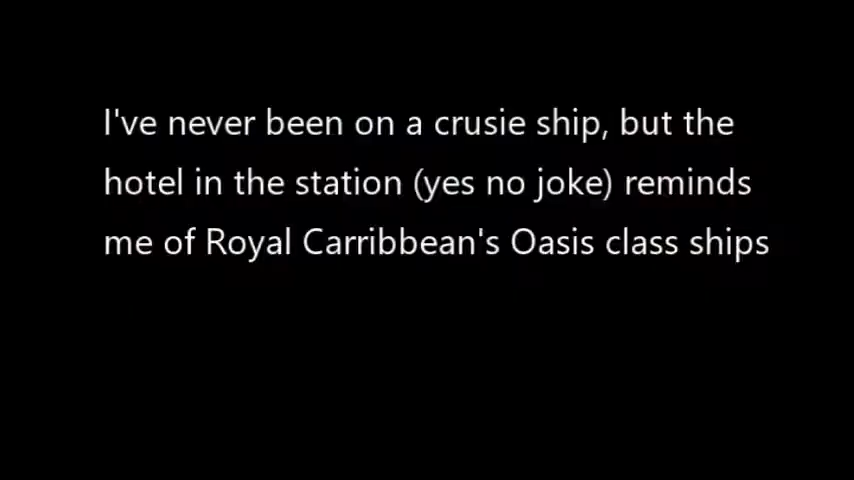 I've never been on a crusie ship, but the
hotel in the station (yes no joke) reminds
me of Royal Carribbean's Oasis class ships